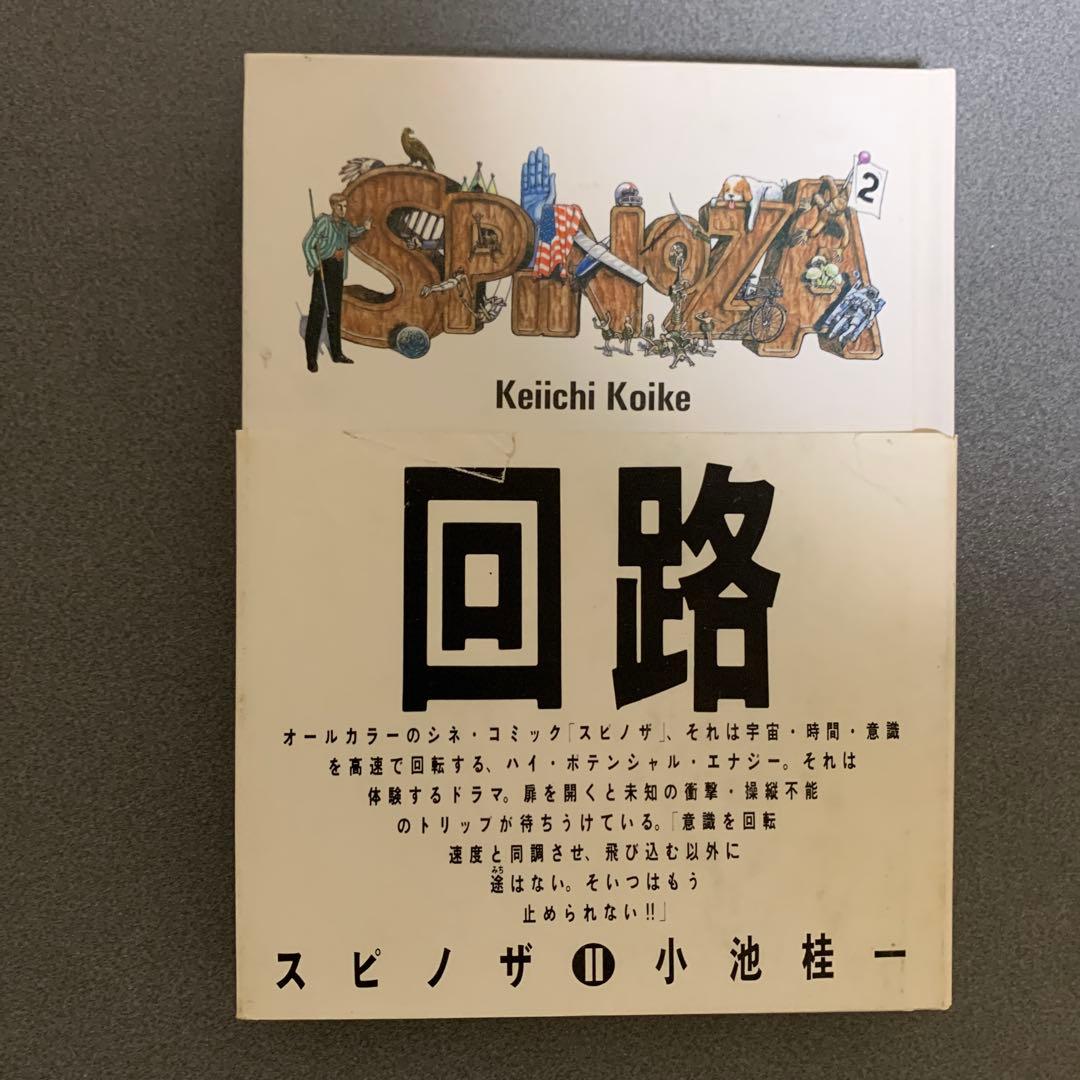 SPINOZA
2
Keiichi Koike
回路
オールカラーのシネ・コミック「スピノザ」、それは宇宙・時間・意識
を高速で回転する、ハイ・ポテンシャル・エナジー。それは
体験するドラマ。扉を開くと未知の衝撃・操縦不能
のトリップが待ちうけている。「意識を回転
速度と同調させ、飛び込む以外に
みち
途はない。そいつはもう
止められない!!」
スピノザ II 小池桂一